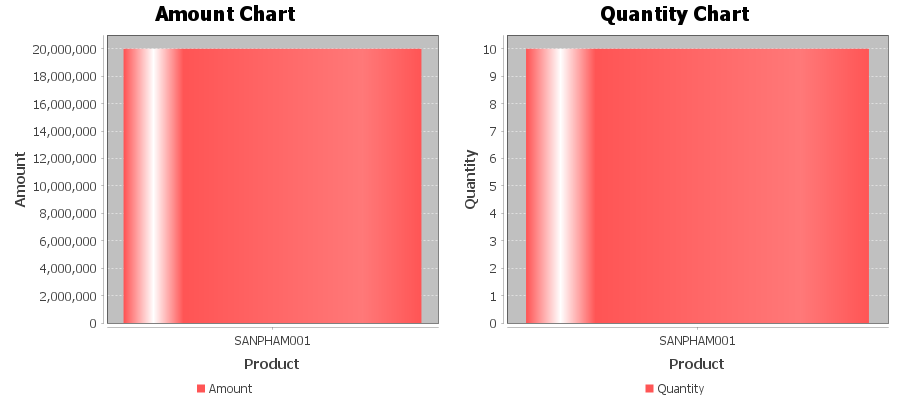 Amount Chart
20,000,000
18,000,000
16,000,000
14,000,000
12,000,000
10,000,000
8,000,000
6,000,000
4,000,000
2,000,000
0
Amount
SANPHAM001
Product
Amount
Quantity Chart
10
9
8
7
6
5
4
3
2
1
0
Quantity
SANPHAM001
Product
Quantity